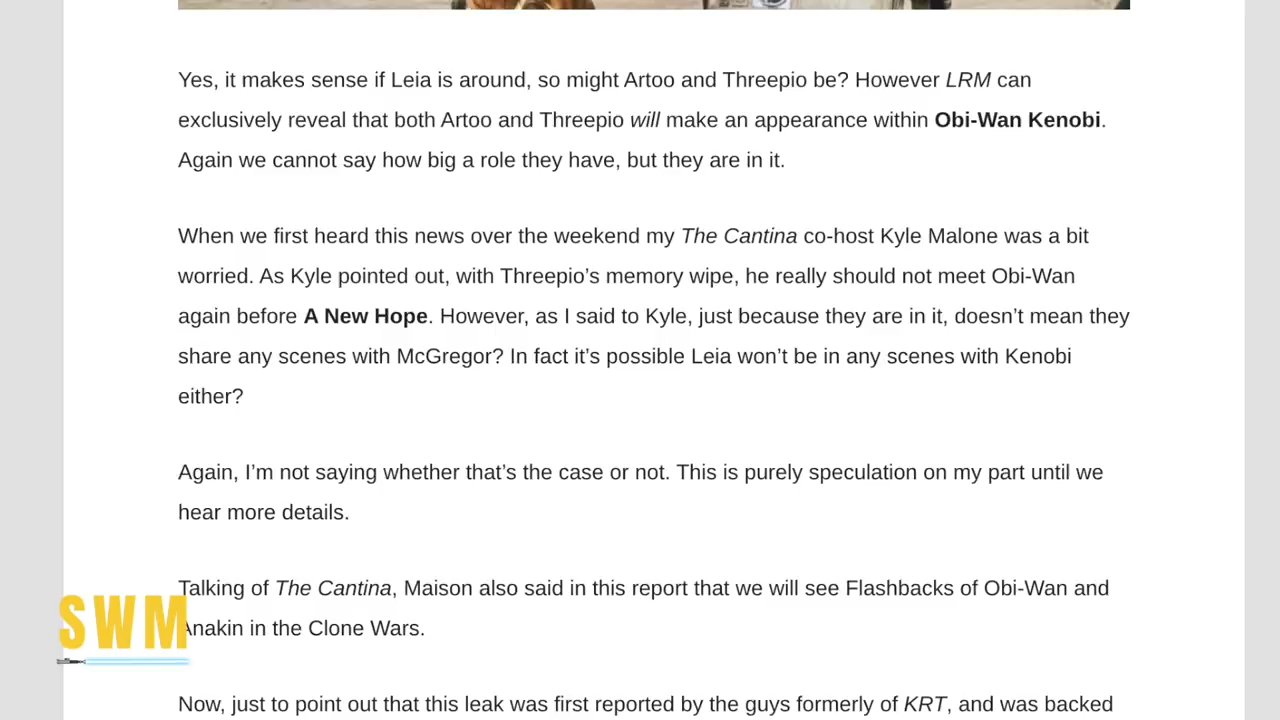 Yes, it makes sense if Leia is around, so might Artoo and Threepio be? However LRM can
exclusively reveal that both Artoo and Threepio will make an appearance within Obi-Wan Kenobi.
Again we cannot say how big a role they have, but they are in it.
When we first heard this news over the weekend my The Cantina co-host Kyle Malone was a bit
worried. As Kyle pointed out, with Threepio’s memory wipe, he really should not meet Obi-Wan
again before A New Hope. However, as I said to Kyle, just because they are in it, doesn’t mean they
share any scenes with McGregor? In fact it’s possible Leia won’t be in any scenes with Kenobi
either?
Again, I’m not saying whether that’s the case or not. This is purely speculation on my part until we
hear more details.
Talking of The Cantina, Maison also said in this report that we will see Flashbacks of Obi-Wan and
Anakin in the Clone Wars.
SWM
Now, just to point out that this leak was first reported by the guys formerly of KRT, and was backed